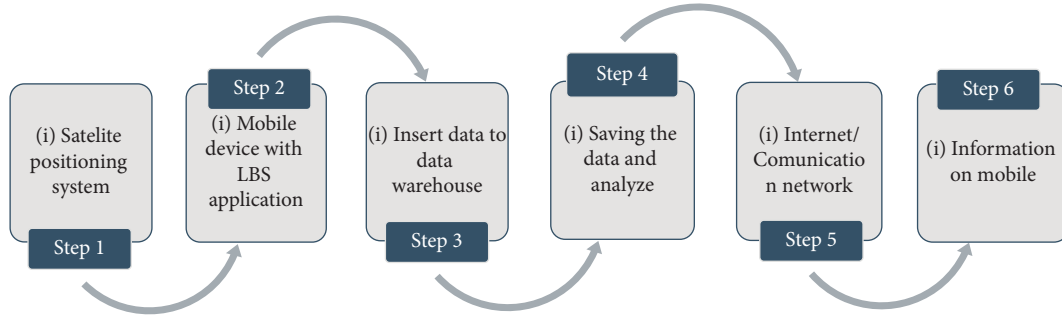 (i) Satelite
positioning
system
Step 1
Step 2
(i) Mobile
device with
LBS
application
(i) Insert data to
data
warehouse
Step 3
Step 4
(i) Saving the
data and
analyze
(i) Internet/
Comunicatio
n network
Step 5
Step 6
(i) Information
on mobile